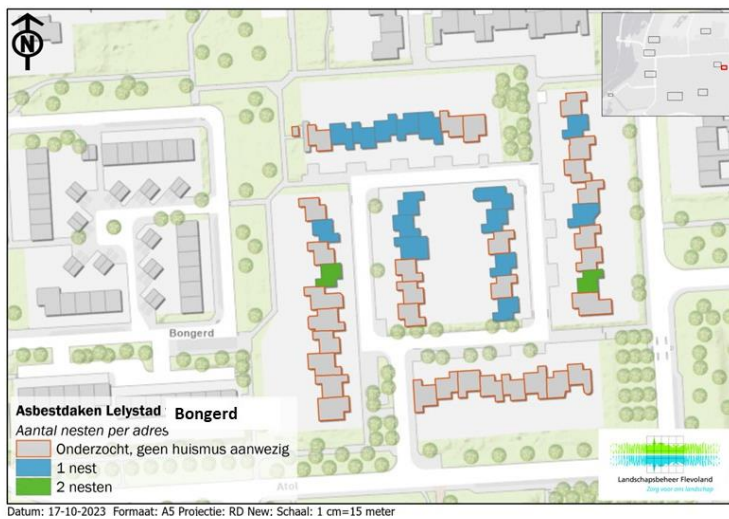 N
Bongerd
Atol
Asbestdaken Lelystad Bongerd
Aantal nesten per adres
Onderzocht, geen huismus aanwezig
1 nest
2 nesten
Landschapsbeheer Flevoland
Zorg voor ons landschap
Datum: 17-10-2023 Formaat: A5 Projectie: RD New; Schaal: 1 cm=15 meter